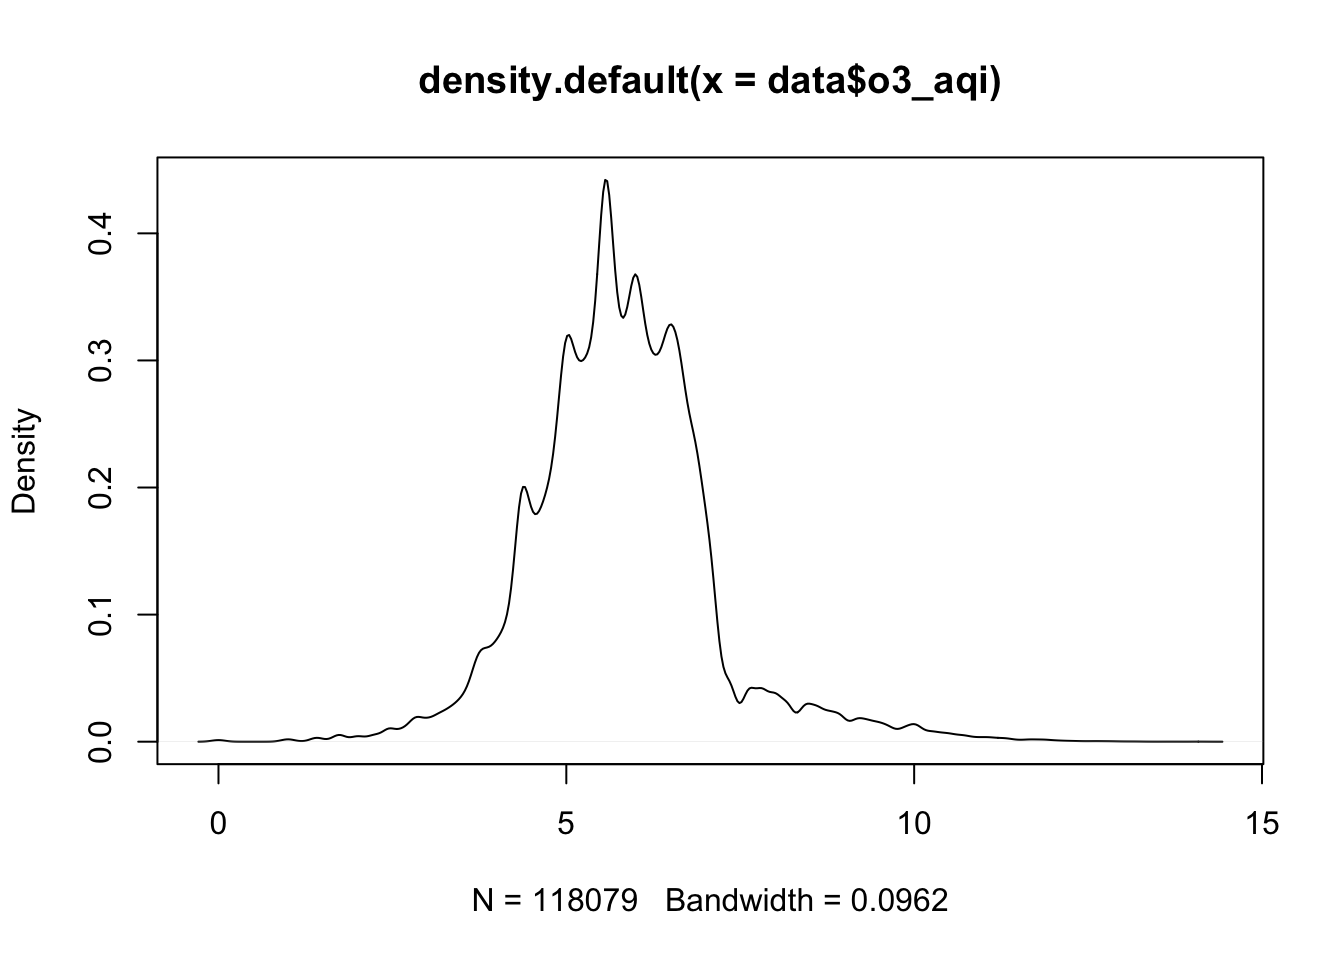 density.default(x = data$o3_aqi)
Density
0.4
0.3
0.2
0.1
0.0
0 5 10 15
N = 118079 Bandwidth = 0.0962